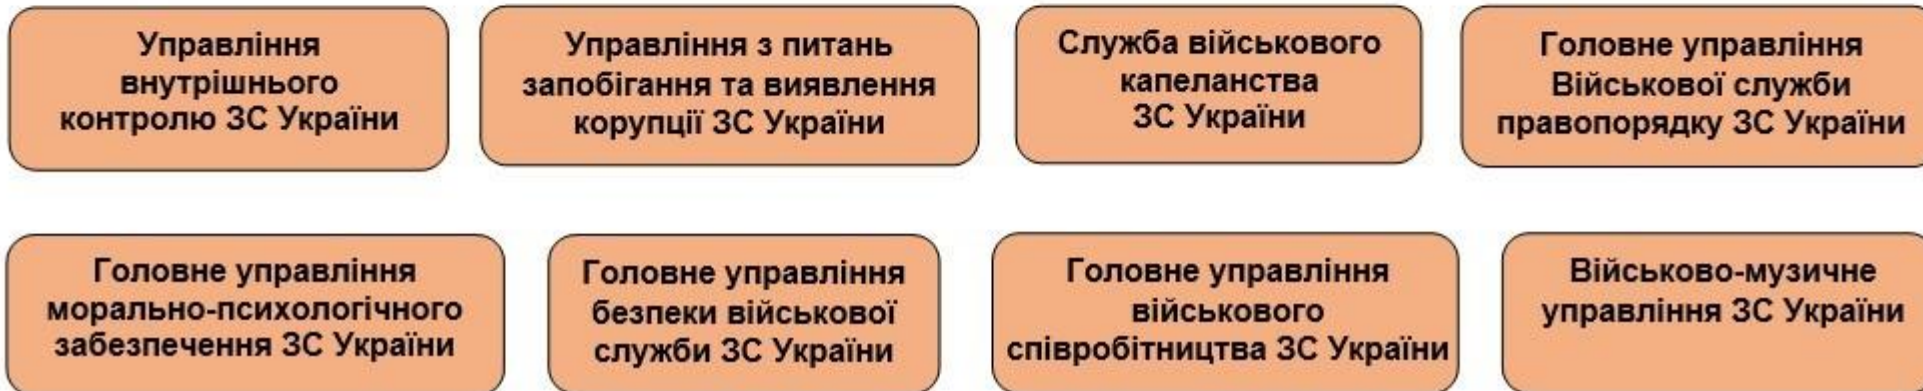 Управління
внутрішнього
контролю ЗС України
Управління з питань
запобігання та виявлення
корупції ЗС України
Служба військового
капеланства
ЗС України
Головне управління
Військової служби
правопорядку ЗС України
Головне управління
морально-психологічного
забезпечення ЗС України
Головне управління
безпеки військової
служби ЗС України
Головне управління
військового
співробітництва ЗС України
Військово-музичне
управління ЗС України